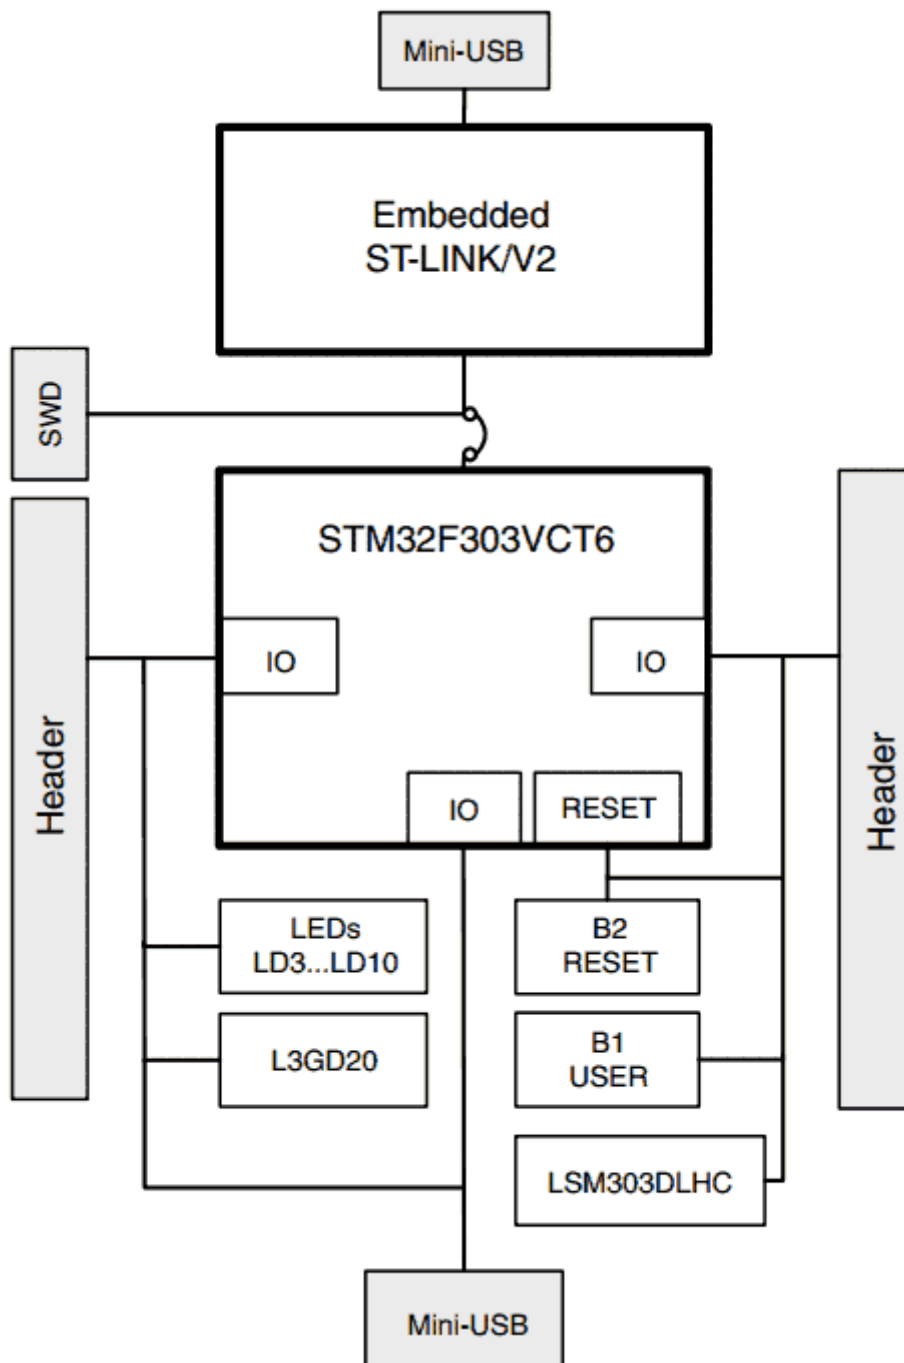 Mini-USB
Embedded
ST-LINK/V2
SWD
STM32F303VCT6
IO
IO
Header
Header
IO
RESET
LEDs
LD3...LD10
B2
RESET
L3GD20
B1
USER
LSM303DLHC
Mini-USB